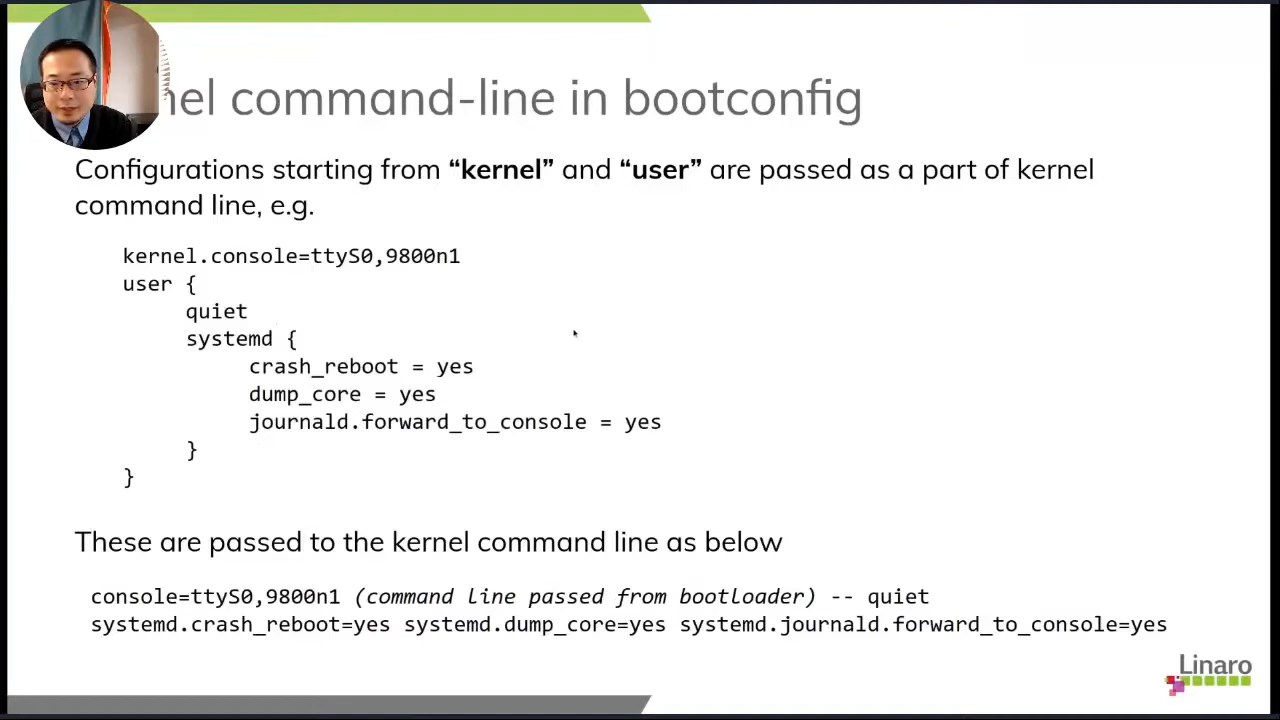 nel command-line in bootconfig
Configurations starting from “kernel” and “user” are passed as a part of kernel
command line, e.g.
kernel.console=ttyS0,9800n1
user {
quiet
systemd {
crash_reboot = yes
dump_core = yes
journald.forward_to_console = yes
}
}
These are passed to the kernel command line as below
console=ttyS0,9800n1 (command line passed from bootloader) -- quiet
systemd.crash_reboot=yes systemd.dump_core=yes systemd.journald.forward_to_console=yes
Linaro